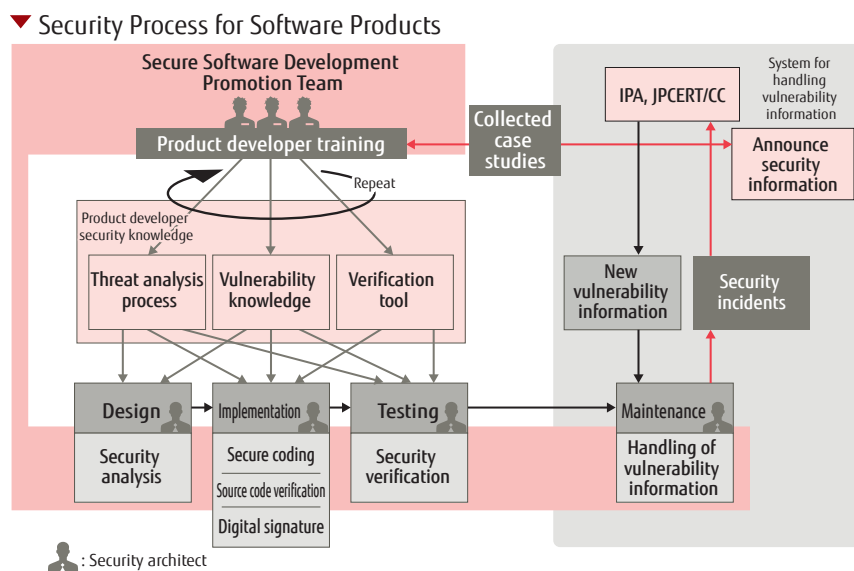 Security Process for Software Products
Secure Software Development
Promotion Team
Product developer training
Repeat
Product developer
security knowledge
Threat analysis
process
Vulnerability
knowledge
Verification
tool
Design
Security
analysis
Implementation
Secure coding
Source code verification
Digital signature
Testing
Security
verification
Collected
case
studies
System for
handling
vulnerability
information
IPA, JPCERT/CC
Announce
security
information
New
vulnerability
information
Security
incidents
Maintenance
Handling of
vulnerability
information
: Security architect